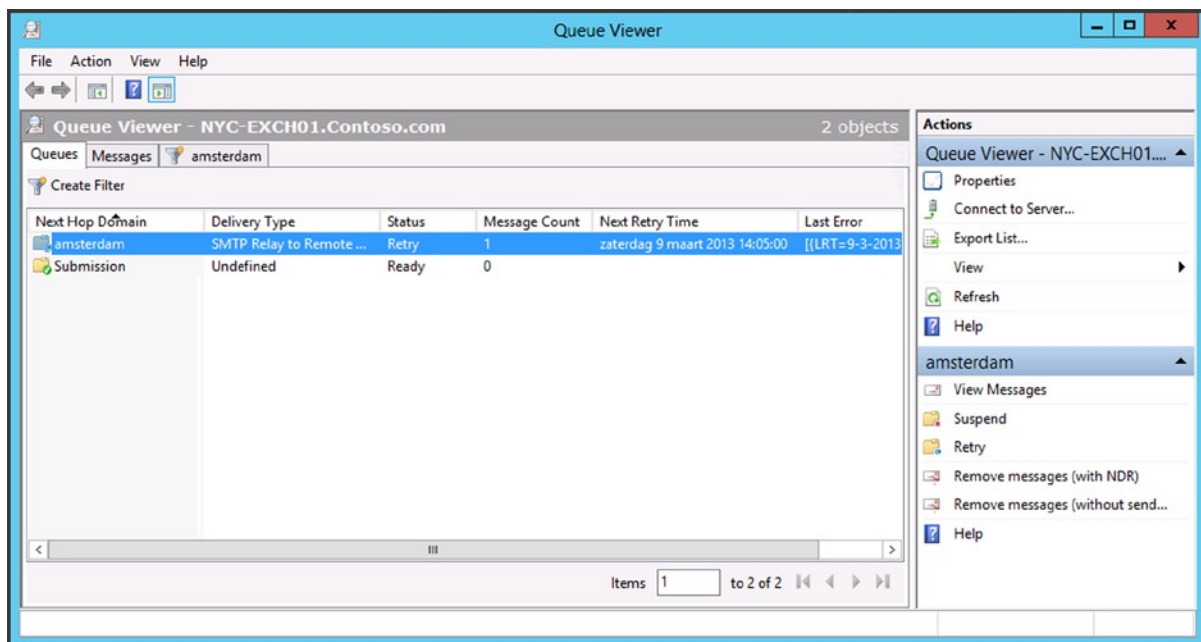 Queue Viewer
File Action View Help
Queue Viewer - NYC-EXCH01.Contoso.com 2 objects
Queues Messages amsterdam
Create Filter
Next Hop Domain Delivery Type Status Message Count Next Retry Time Last Error
amsterdam SMTP Relay to Remote ... Retry 1 zaterdag 9 maart 2013 14:05:00 [{LRT=9-3-2013
Submission Undefined Ready 0
Items 1 to 2 of 2
Actions
Queue Viewer - NYC-EXCH01....
Properties
Connect to Server...
Export List...
View
Refresh
Help
amsterdam
View Messages
Suspend
Retry
Remove messages (with NDR)
Remove messages (without send...
Help